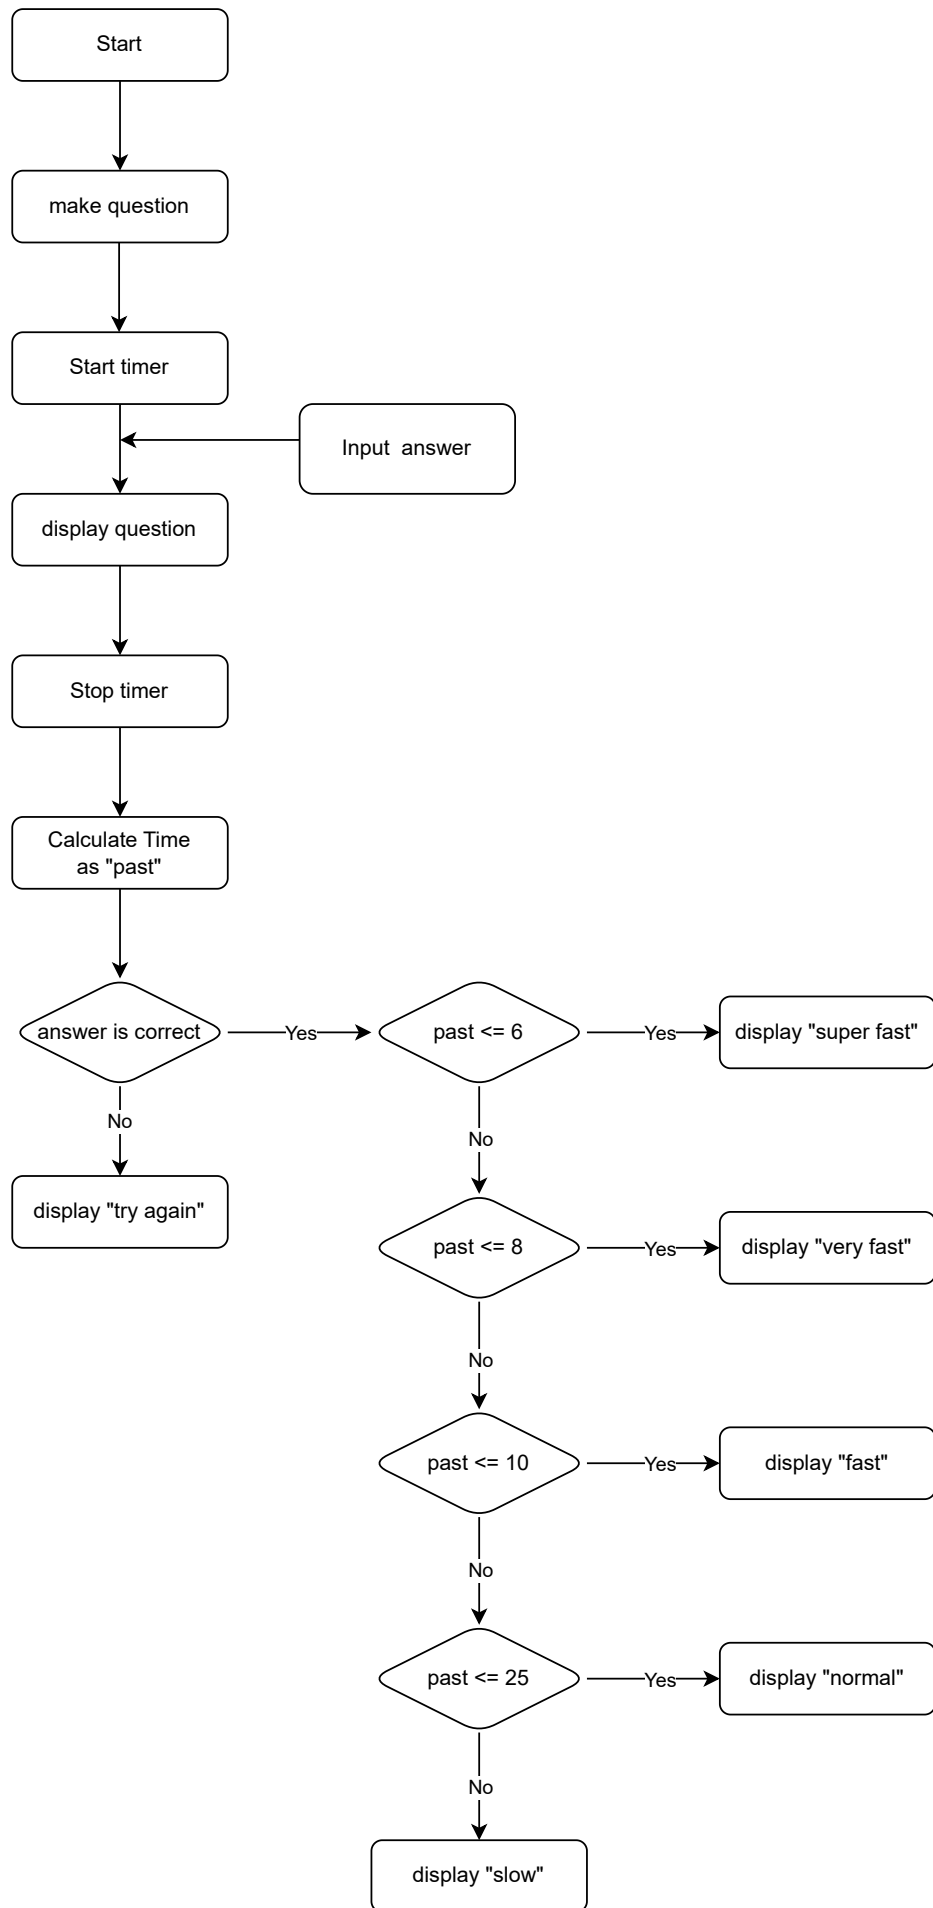 Start
make question
Start timer
Input  answer
display question
Stop timer
Calculate Time
as "past"
answer is correct
Yes
past <= 6
Yes
display "super fast"
No
No
display "try again"
past <= 8
Yes
display "very fast"
No
past <= 10
Yes
display "fast"
No
past <= 25
Yes
display "normal"
No
display "slow"